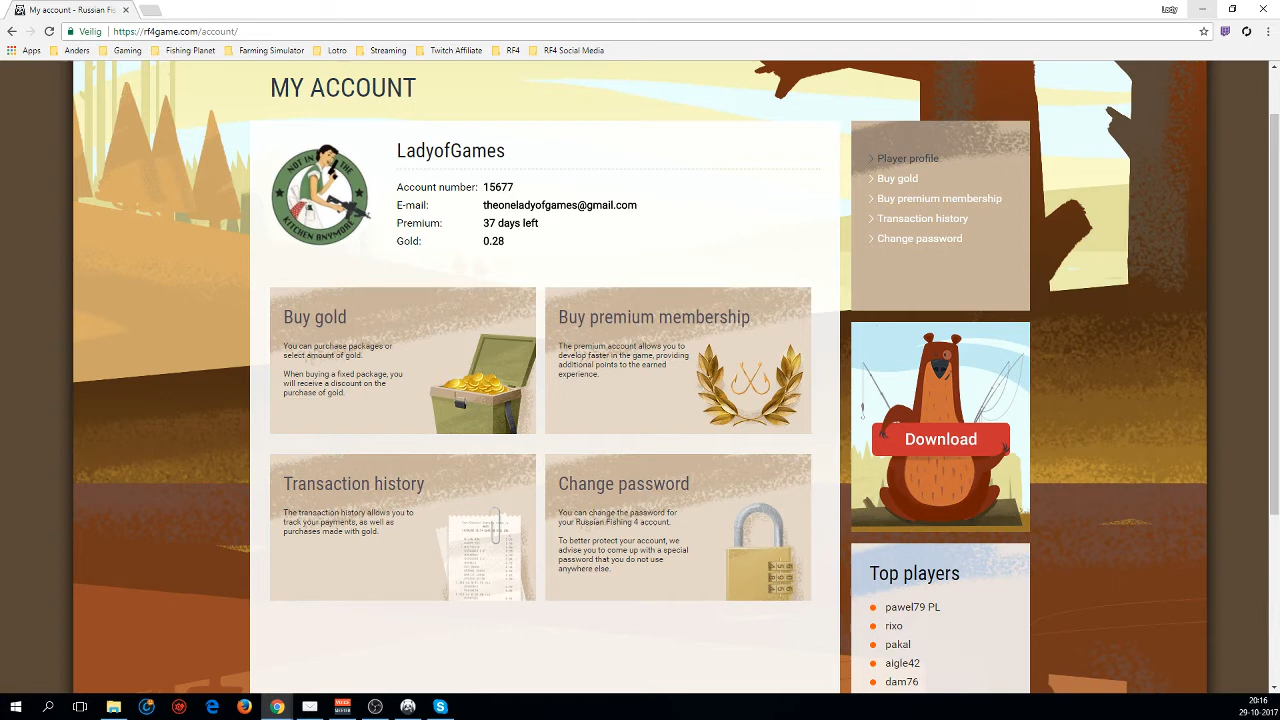 My account - Russian Fis
Lady
Veilig
https://rf4game.com/account/
Apps
Anders
Gaming
Fishing Planet
Farming Simulator
Lotro
Streaming
Twitch Affiliate
RF4
RF4 Social Media
MY ACCOUNT
NOT IN THE
KITCHEN ANYMORE
LadyofGames
Account number: 15677
E-mail: theoneladyofgames@gmail.com
Premium: 37 days left
Gold: 0.28
Player profile
Buy gold
Buy premium membership
Transaction history
Change password
Buy gold
You can purchase packages or
select amount of gold.
When buying a fixed package, you
will receive a discount on the
purchase of gold.
Buy premium membership
The premium account allows you to
develop faster in the game, providing
additional points to the earned
experience.
Transaction history
The transaction history allows you to
track your payments, as well as
purchases made with gold.
Change password
You can change the password for
your Russian Fishing 4 account.
To better protect your account, we
advise you to come up with a special
password that you do not use
anywhere else.
Download
Top players
pawel79 PL
rixo
pakal
aigle42
dam76
20:16
29-10-2017